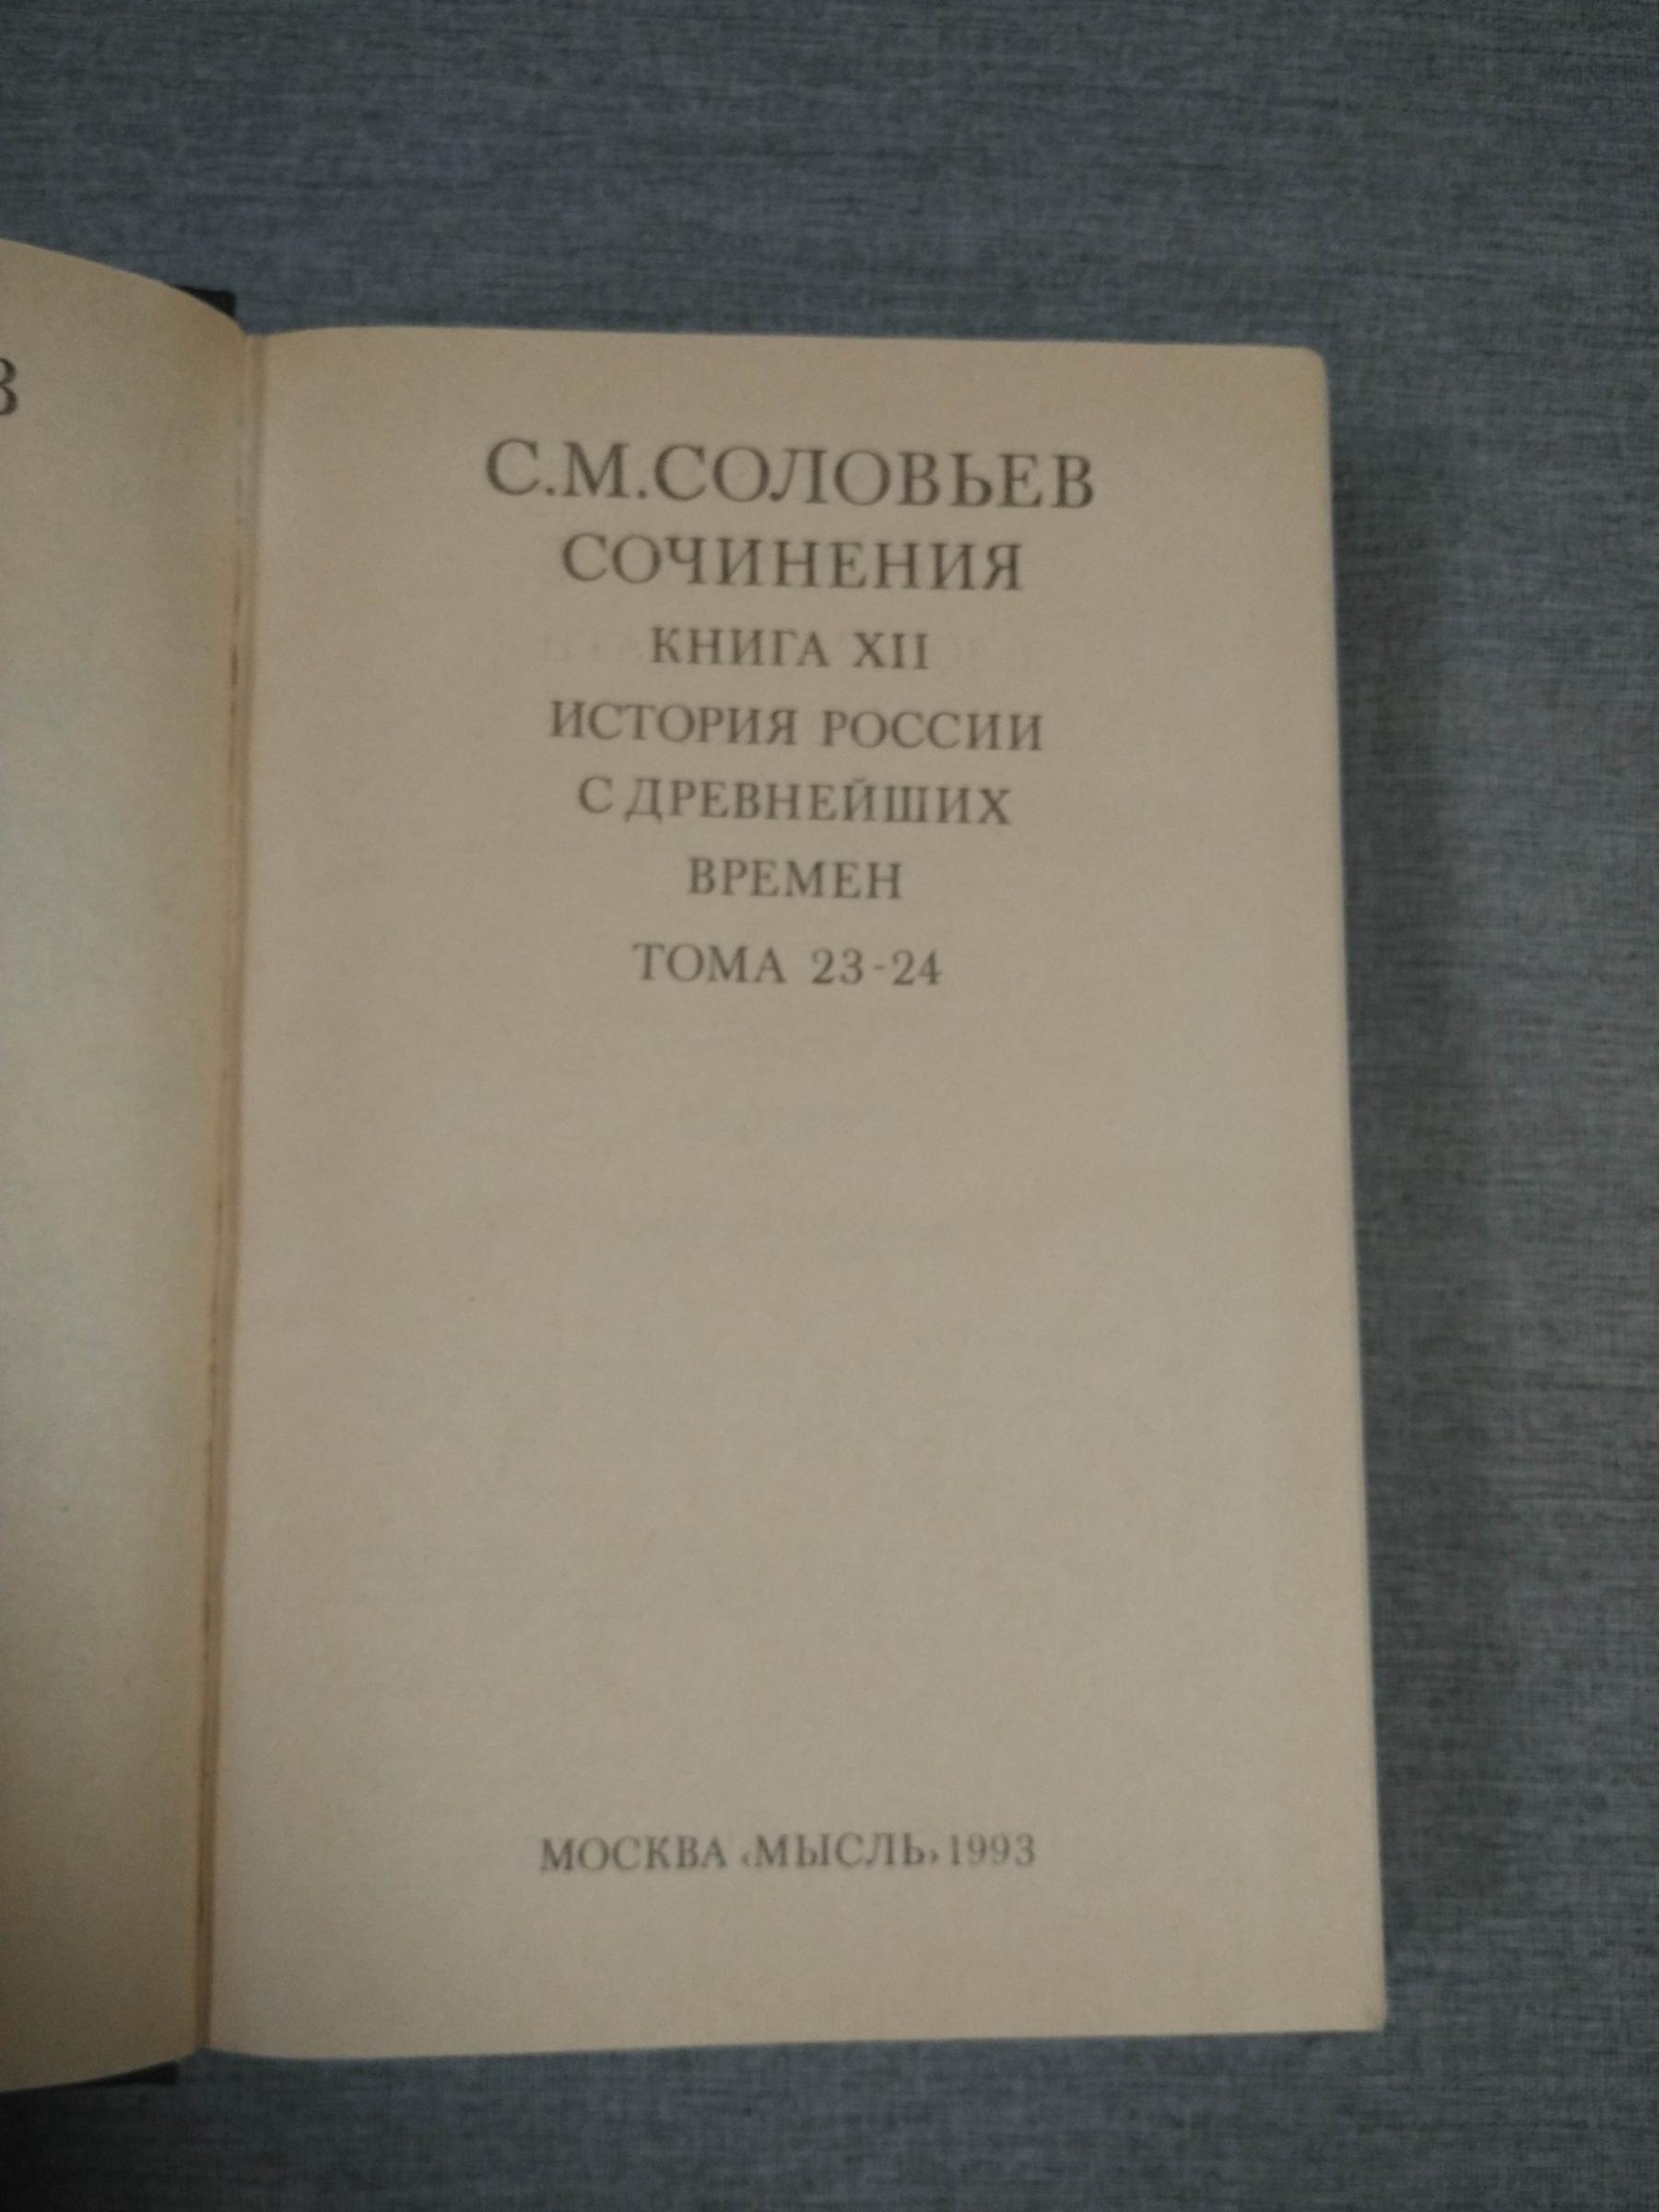 В
С.М.СОЛОВЬЕВ
СОЧИНЕНИЯ
КНИГА XII
ИСТОРИЯ РОССИИ
С ДРЕВНЕЙШИХ
ВРЕМЕН
ТОМА 23-24
МОСКВА «МЫСЛЬ» 1993